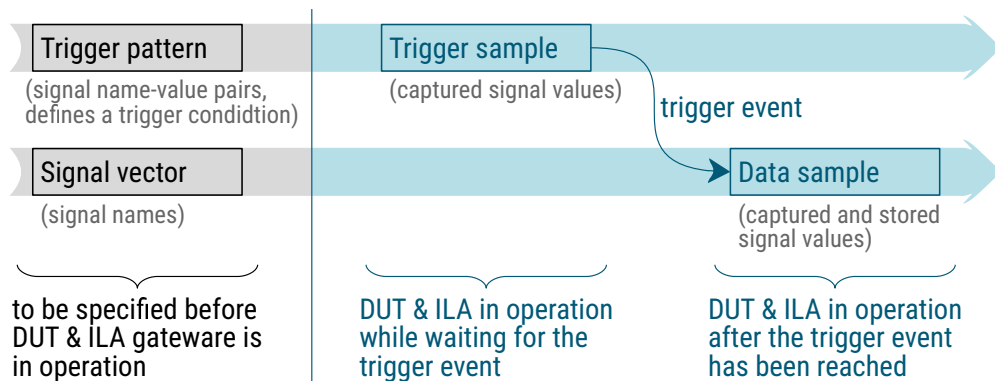 Trigger pattern
(signal name-value pairs,
defines a trigger condidtion)
Trigger sample
(captured signal values)
trigger event
Signal vector
(signal names)
Data sample
(captured and stored
signal values)
to be specified before
DUT & ILA gateware is
in operation
DUT & ILA in operation
while waiting for the
trigger event
DUT & ILA in operation
after the trigger event
has been reached